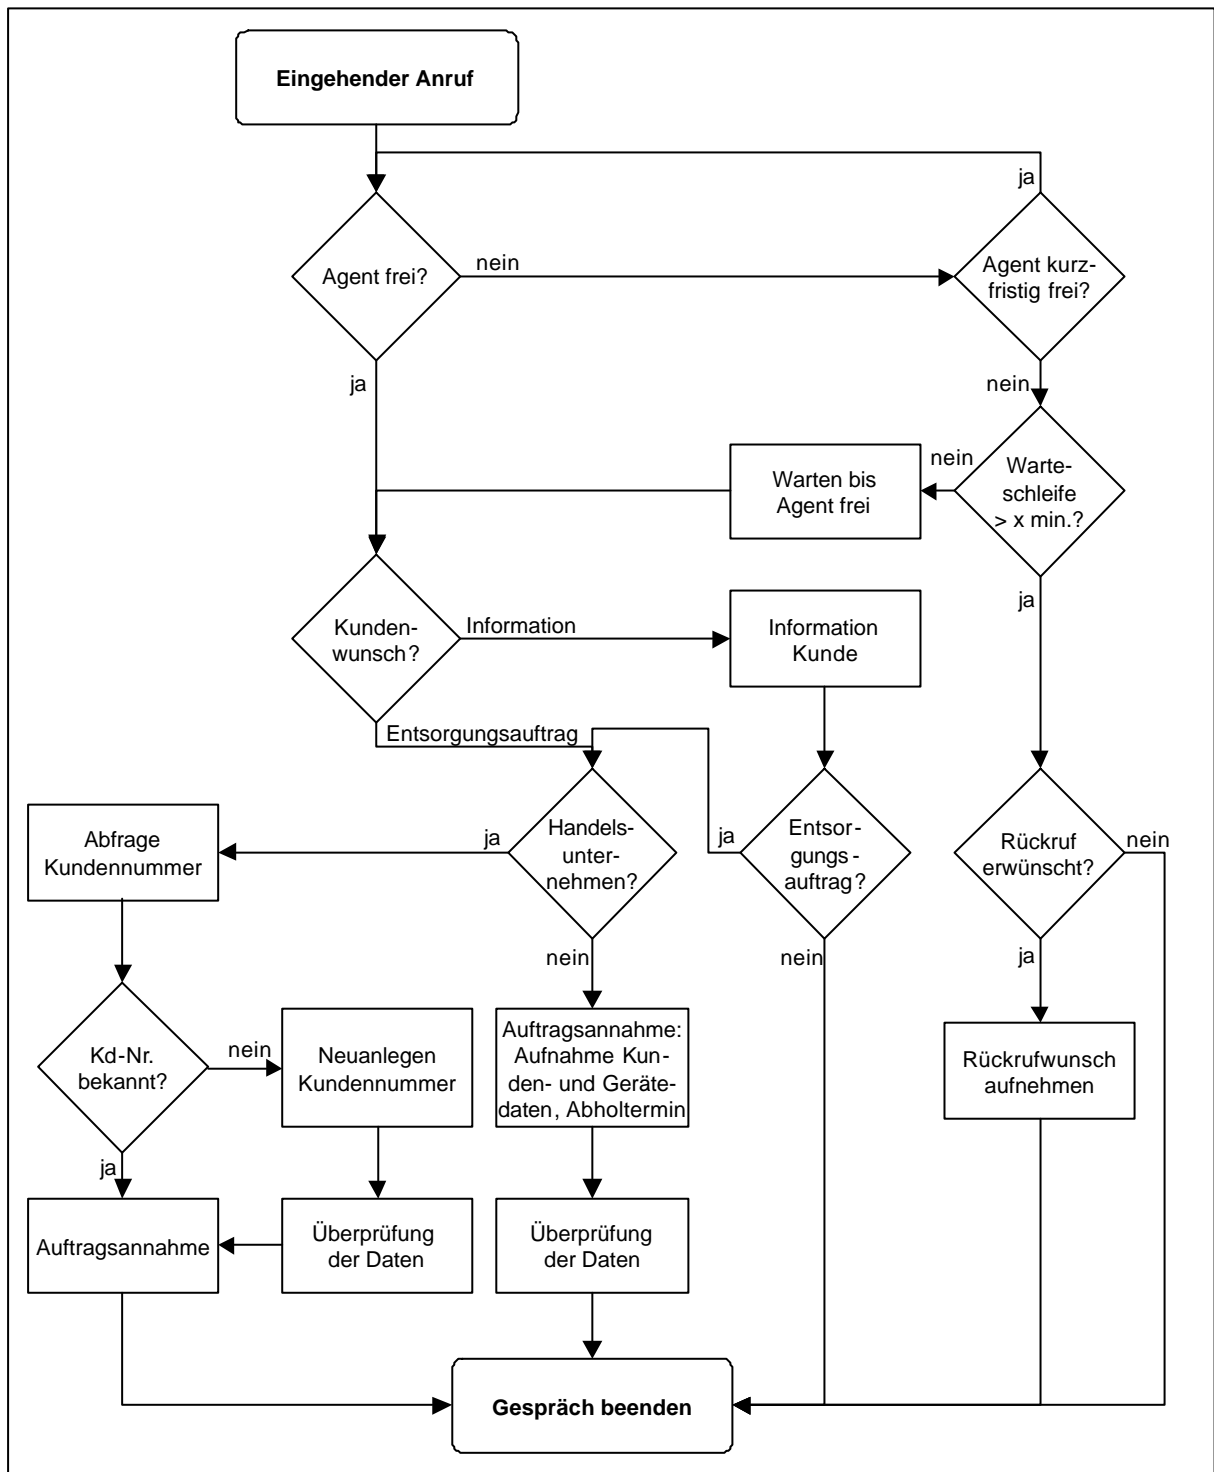 Eingehender Anruf
ja
Agent frei?
nein
Agent kurz-
fristig frei?
ja
nein
Warten bis
Agent frei
nein
Warte-
schleife
> x min.?
ja
Kunden-
wunsch?
Information
Information
Kunde
Entsorgungsauftrag
Abfrage
Kundennummer
ja
Handels-
unter-
nehmen?
ja
Entsor-
gungs-
auftrag?
Rückruf
erwünscht?
nein
nein
nein
ja
Kd-Nr.
bekannt?
nein
Neuanlegen
Kundennummer
Auftragsannahme:
Aufnahme Kun-
den- und Geräte-
daten, Abholtermin
Rückrufwunsch
aufnehmen
ja
Auftragsannahme
Überprüfung
der Daten
Überprüfung
der Daten
Gespräch beenden